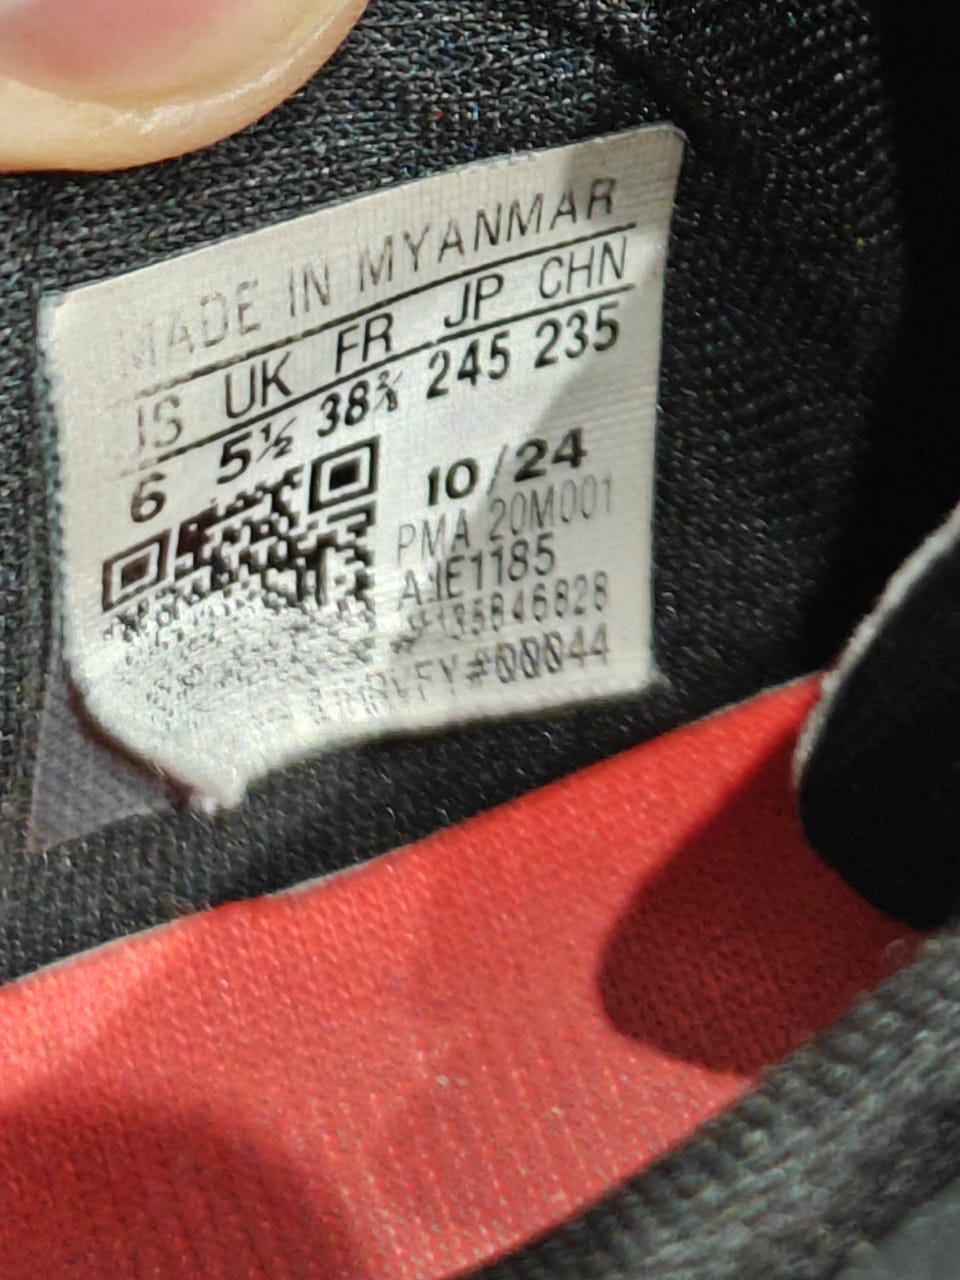 MADE IN MYANMAR
US UK FR JP CHN
6 5½ 38⅔ 245 235
10/24
PMA 20M001
1185